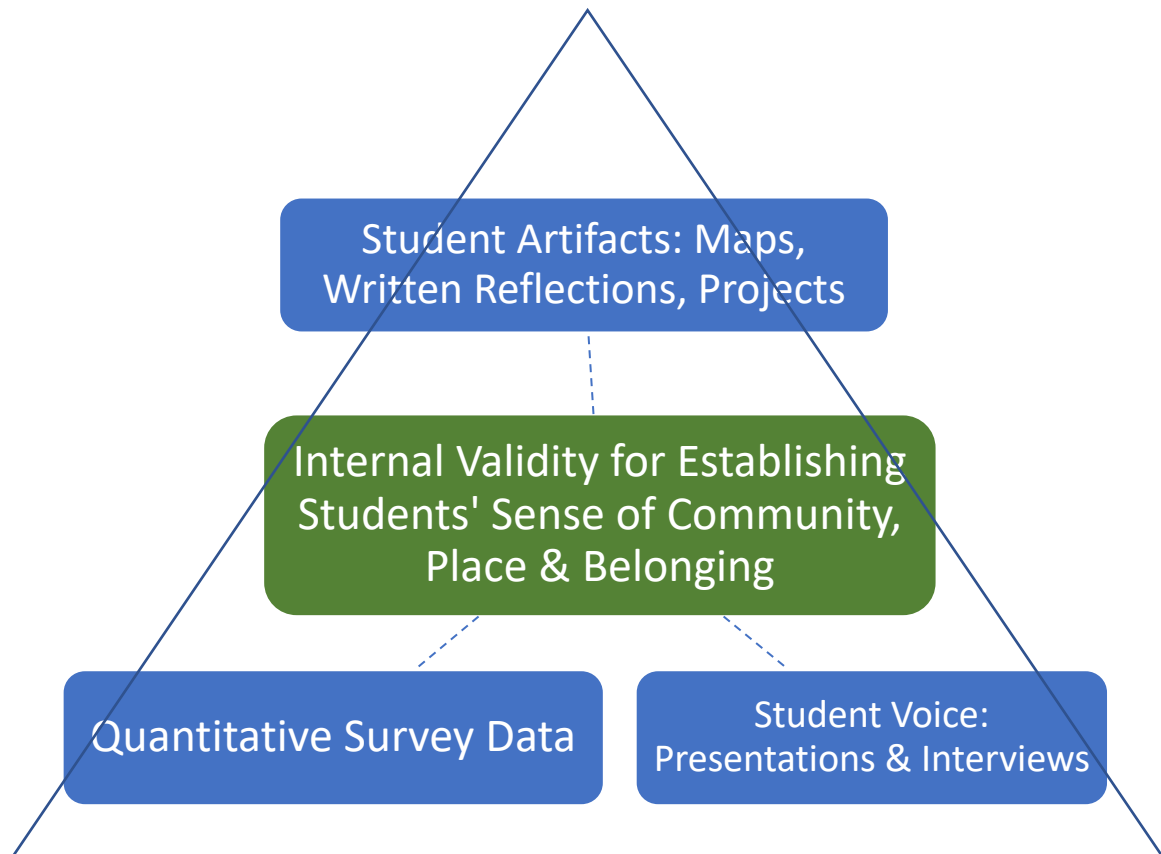 Student Artifacts: Maps,
Written Reflections, Projects
Internal Validity for Establishing
Students' Sense of Community,
Place & Belonging
Quantitative Survey Data
Student Voice:
Presentations & Interviews